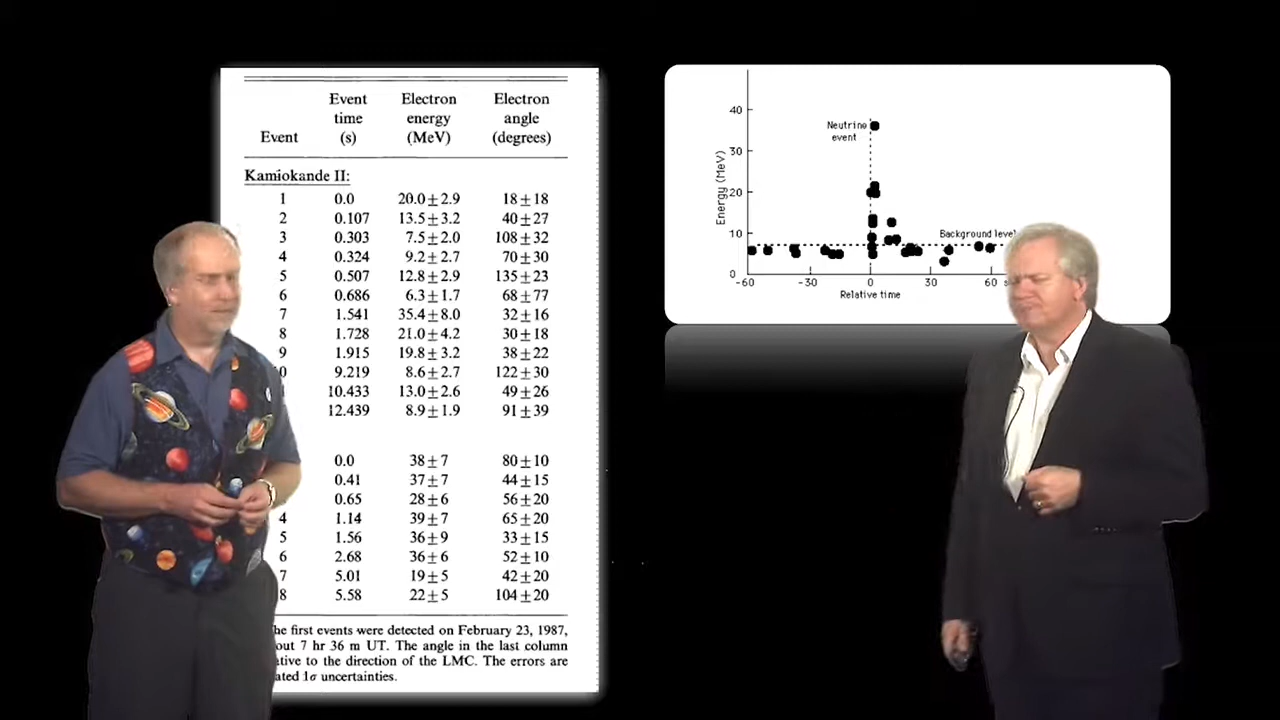 Event Electron Electron
time energy angle
Event (s) (MeV) (degrees)
Kamiokande II:
1 0.0 20.0±2.9 18±18
2 0.107 13.5±3.2 40±27
3 0.303 7.5±2.0 108±32
4 0.324 9.2±2.7 70±30
5 0.507 12.8±2.9 135±23
6 0.686 6.3±1.7 68±77
7 1.541 35.4±8.0 32±16
8 1.728 21.0±4.2 30±18
9 1.915 19.8±3.2 38±22
0 9.219 8.6±2.7 122±30
10.433 13.0±2.6 49±26
12.439 8.9±1.9 91±39
0.0 38±7 80±10
0.41 37±7 44±15
0.65 28±6 56±20
4 1.14 39±7 65±20
5 1.56 36±9 33±15
6 2.68 36±6 52±10
7 5.01 19±5 42±20
8 5.58 22±5 104±20
he first events were detected on February 23, 1987,
out 7 hr 36 m UT. The angle in the last column
ative to the direction of the LMC. The errors are
ated 1σ uncertainties.
40
Neutrino
event
30
Energy (MeV)
20
10
Background level
0
-60 -30 0 30 60 s
Relative time